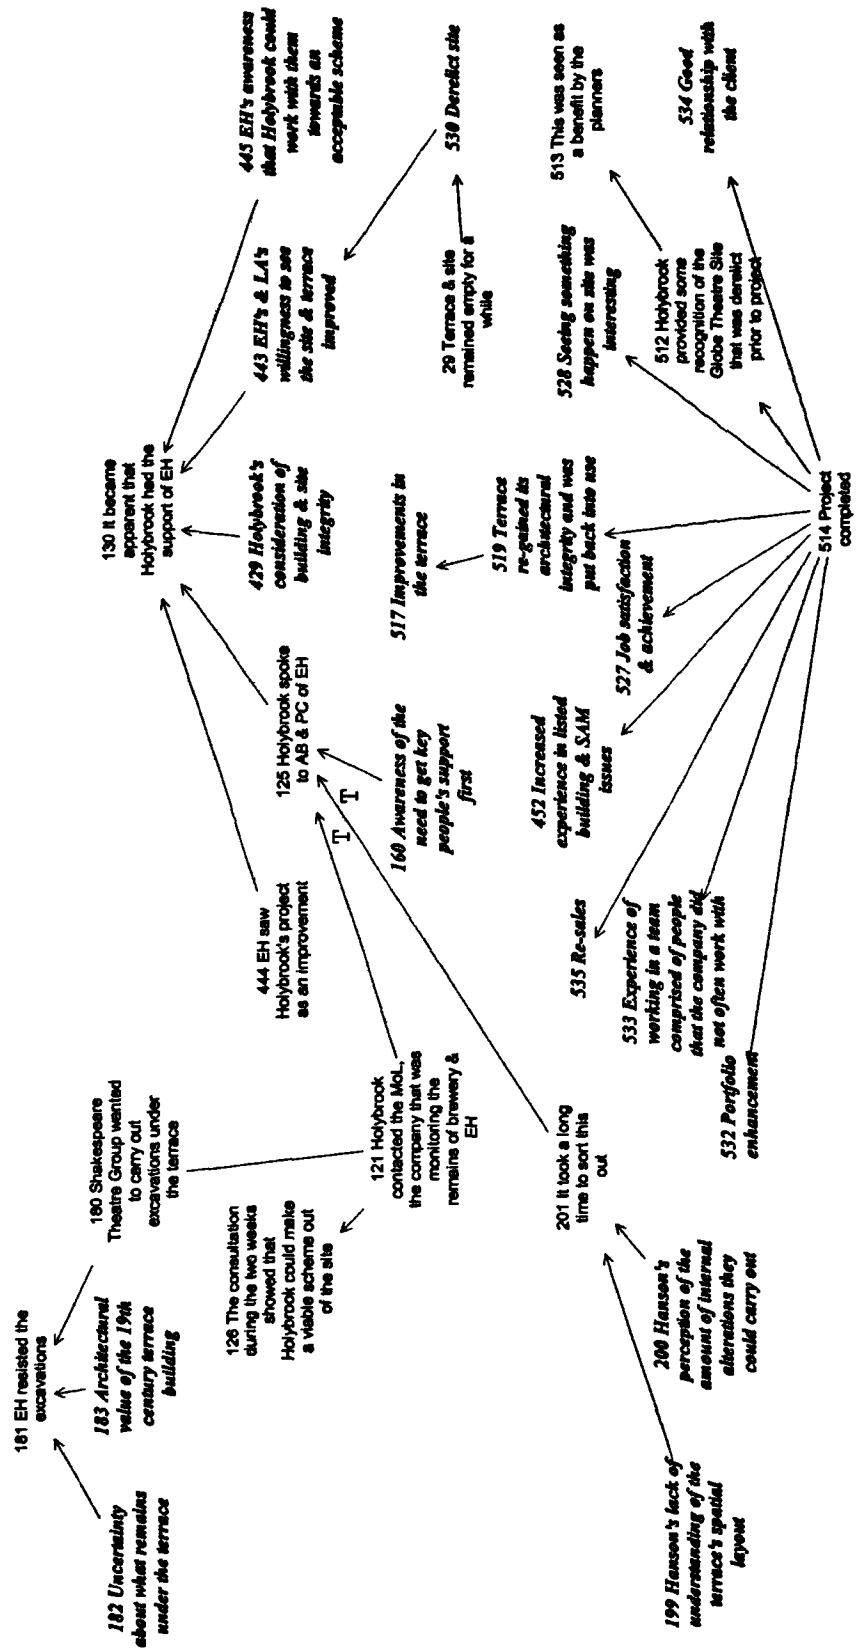 181 EH resisted the
excavations
182 Uncertainty
about what remains
under the terrace
183 Architectural
value of the 19th
century terrace
building
180 Shakespeare
Theatre Group wanted
to carry out
excavations under
the terrace
130 It became
apparent that
Holybrook had the
support of EH
126 The consultation
during the two weeks
showed that
Holybrook could make
a viable scheme out
of the site
121 Holybrook
contacted the MoL,
the company that was
monitoring the
remains of brewery &
EH
444 EH saw
Holybrook's project
as an improvement
125 Holybrook spoke
to AB & PC of EH
429 Holybrook's
consideration of
building & site
integrity
443 EH's & LA's
willingness to see
the site & terrace
improved
445 EH's awareness
that Holybrook could
work with them
towards an
acceptable scheme
T
T
160 Awareness of the
need to get key
people's support
first
517 Improvements in
the terrace
29 Terrace & site
remained empty for a
while
530 Derelict site
201 It took a long
time to sort this
out
199 Hanson's lack of
understanding of the
terrace's spatial
layout
200 Hanson's
perception of the
amount of internal
alterations they
could carry out
535 Re-sales
452 Increased
experience in listed
building & SAM
issues
519 Terrace
re-gained its
architectural
integrity and was
put back into use
528 Seeing something
happen on site was
interesting
513 This was seen as
a benefit by the
planners
527 Job satisfaction
& achievement
533 Experience of
working in a team
comprised of people
that the company did
not often work with
512 Holybrook
provided some
recognition of the
Globe Theatre Site
that was derelict
prior to project
534 Good
relationship with
the client
532 Portfolio
enhancement
514 Project
completed